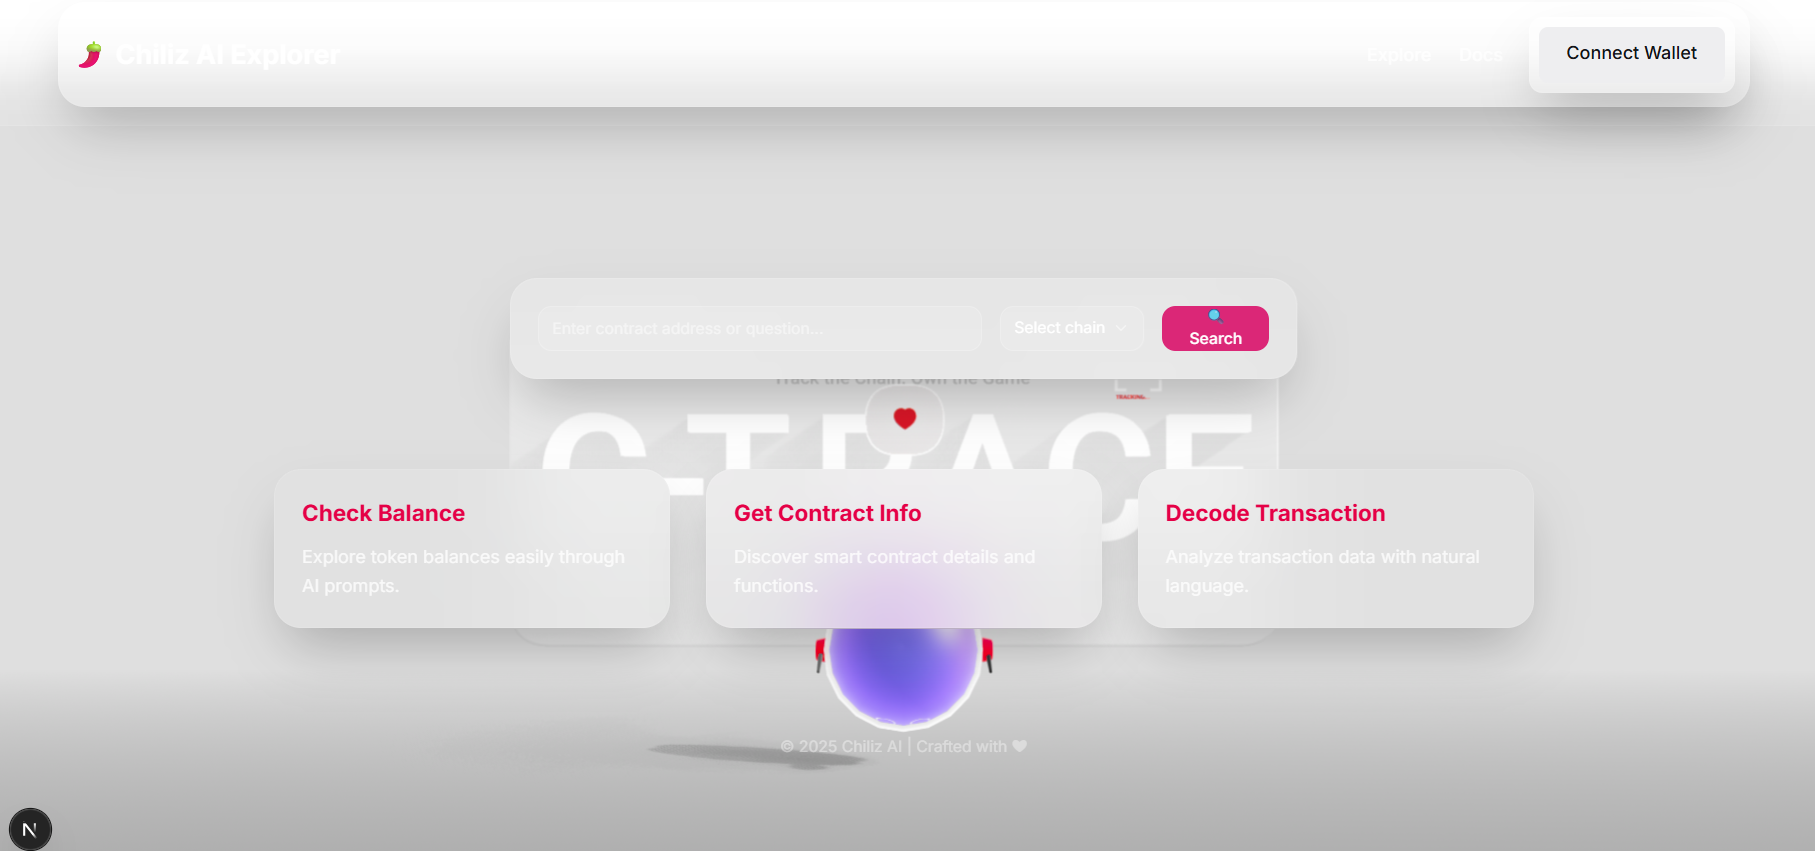 Chiliz AI Explorer
Explore
Docs
Connect Wallet
Enter contract address or question...
Select chain
Search
Track the Chain. Own the Game
TRACKING...
C-TRACE
Check Balance
Explore token balances easily through
AI prompts.
Get Contract Info
Discover smart contract details and
functions.
Decode Transaction
Analyze transaction data with natural
language.
© 2025 Chiliz AI | Crafted with
N